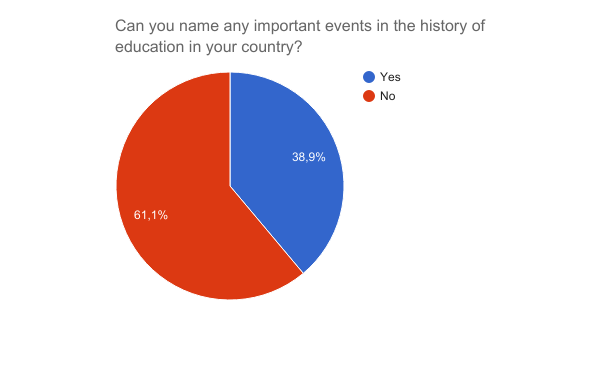 Can you name any important events in the history of
education in your country?
Yes
No
38,9%
61,1%